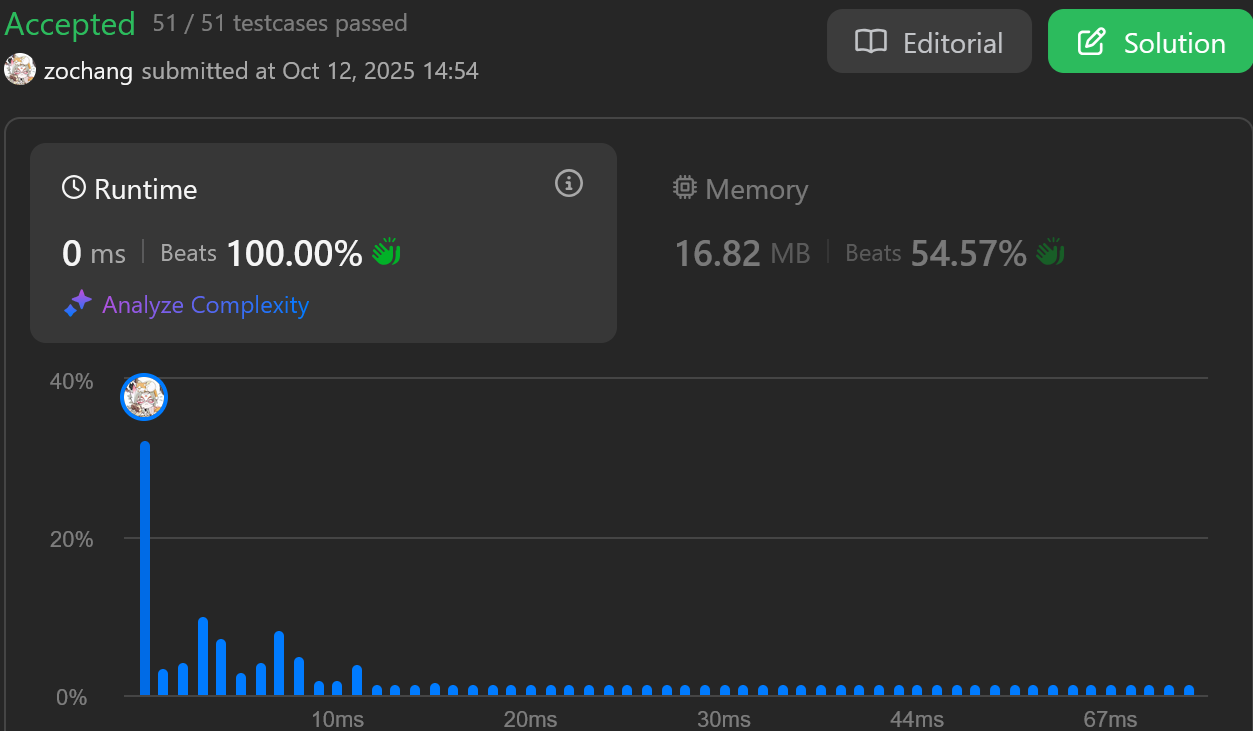 Accepted 51 / 51 testcases passed
zochang submitted at Oct 12, 2025 14:54
Editorial
Solution
Runtime
0 ms | Beats 100.00%
Analyze Complexity
Memory
16.82 MB | Beats 54.57%
40%
20%
0%
10ms 20ms 30ms 44ms 67ms